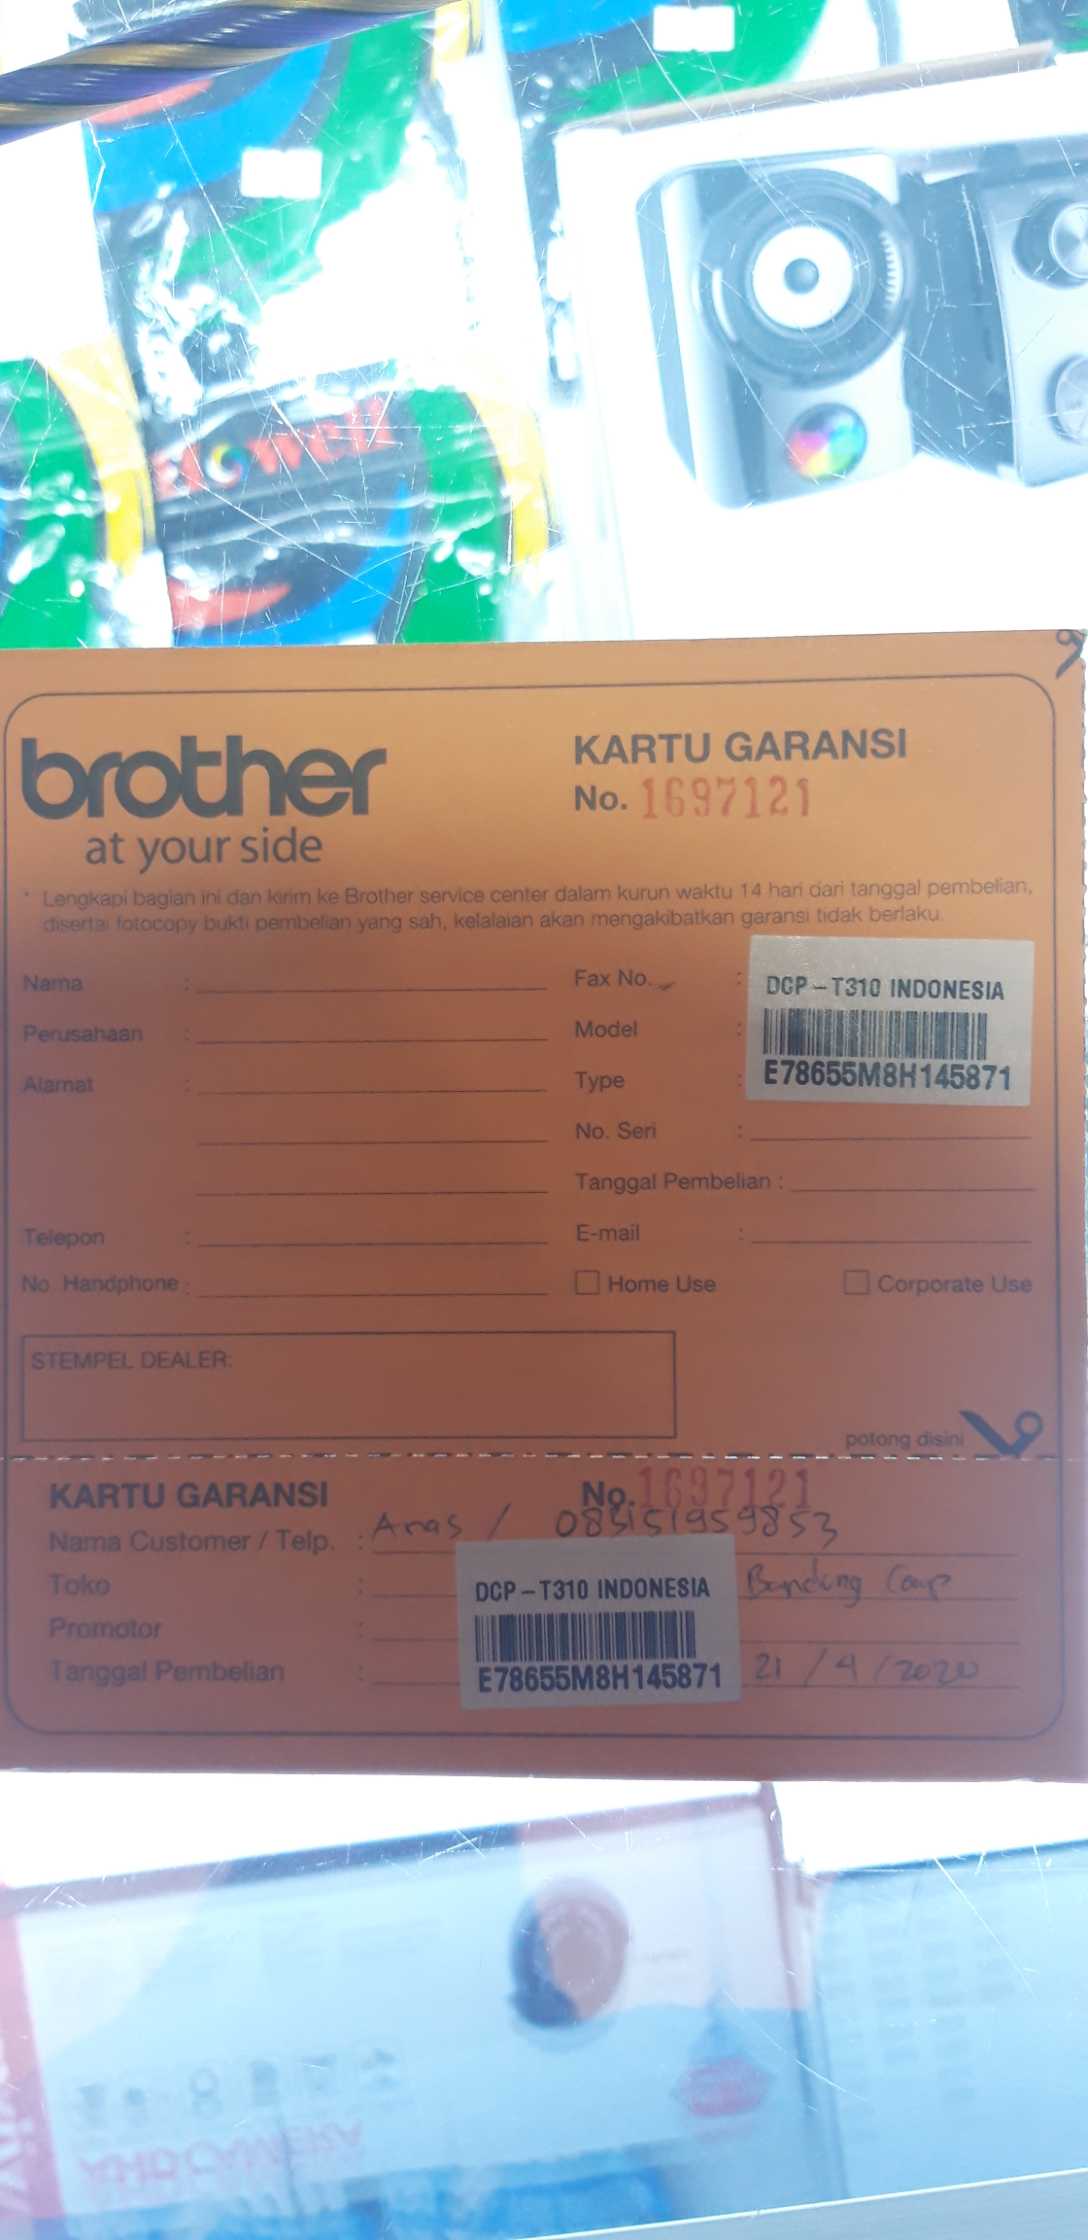 brother
at your side
KARTU GARANSI
No. 1697121
* Lengkapi bagian ini dan kirim ke Brother service center dalam kurun waktu 14 hari dari tanggal pembelian,
disertai fotocopy bukti pembelian yang sah, kelalaian akan mengakibatkan garansi tidak berlaku.
Nama :
Perusahaan :
Alamat :
Telepon :
No. Handphone :
Fax No. :
Model :
Type :
DCP-T310 INDONESIA
E78655M8H145871
No. Seri :
Tanggal Pembelian :
E-mail :
Home Use
Corporate Use
STEMPEL DEALER:
potong disini
KARTU GARANSI
No. 1697121
Nama Customer / Telp. : Anas / 085151959853
Toko : Bandung Comp
Promotor :
Tanggal Pembelian : 21 / 4 / 2020
DCP-T310 INDONESIA
E78655M8H145871
AHD CAMERA